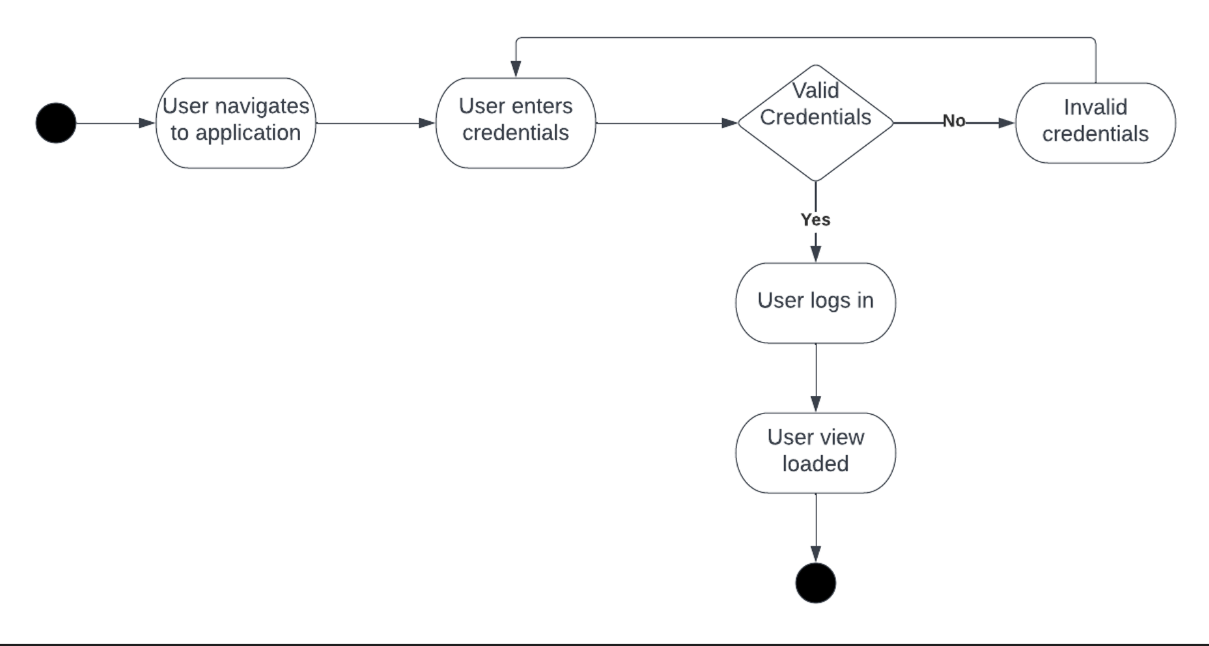 User navigates
to application
User enters
credentials
Valid
Credentials
No
Invalid
credentials
Yes
User logs in
User view
loaded